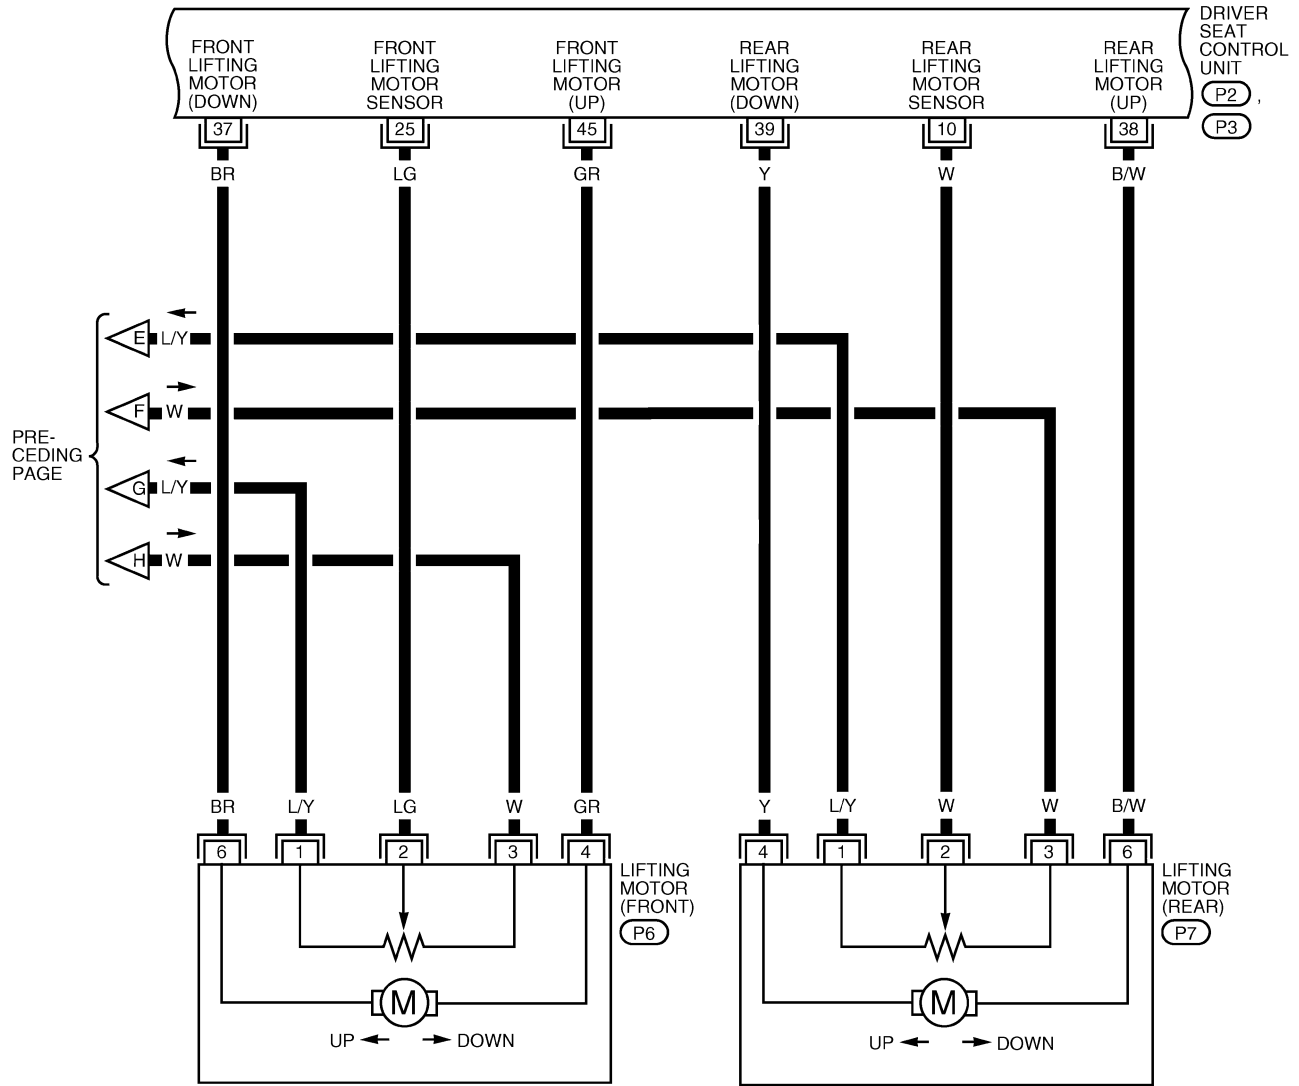 DRIVER
SEAT
CONTROL
UNIT
P2 ,
P3
FRONT
LIFTING
MOTOR
(DOWN)
FRONT
LIFTING
MOTOR
SENSOR
FRONT
LIFTING
MOTOR
(UP)
REAR
LIFTING
MOTOR
(DOWN)
REAR
LIFTING
MOTOR
SENSOR
REAR
LIFTING
MOTOR
(UP)
37 25 45 39 10 38
BR LG GR Y W B/W
E L/Y
F W
PRE-
CEDING
PAGE
G L/Y
H W
BR L/Y LG W GR Y L/Y W W B/W
6 1 2 3 4 4 1 2 3 6
LIFTING
MOTOR
(FRONT)
P6
LIFTING
MOTOR
(REAR)
P7
M M
UP DOWN UP DOWN